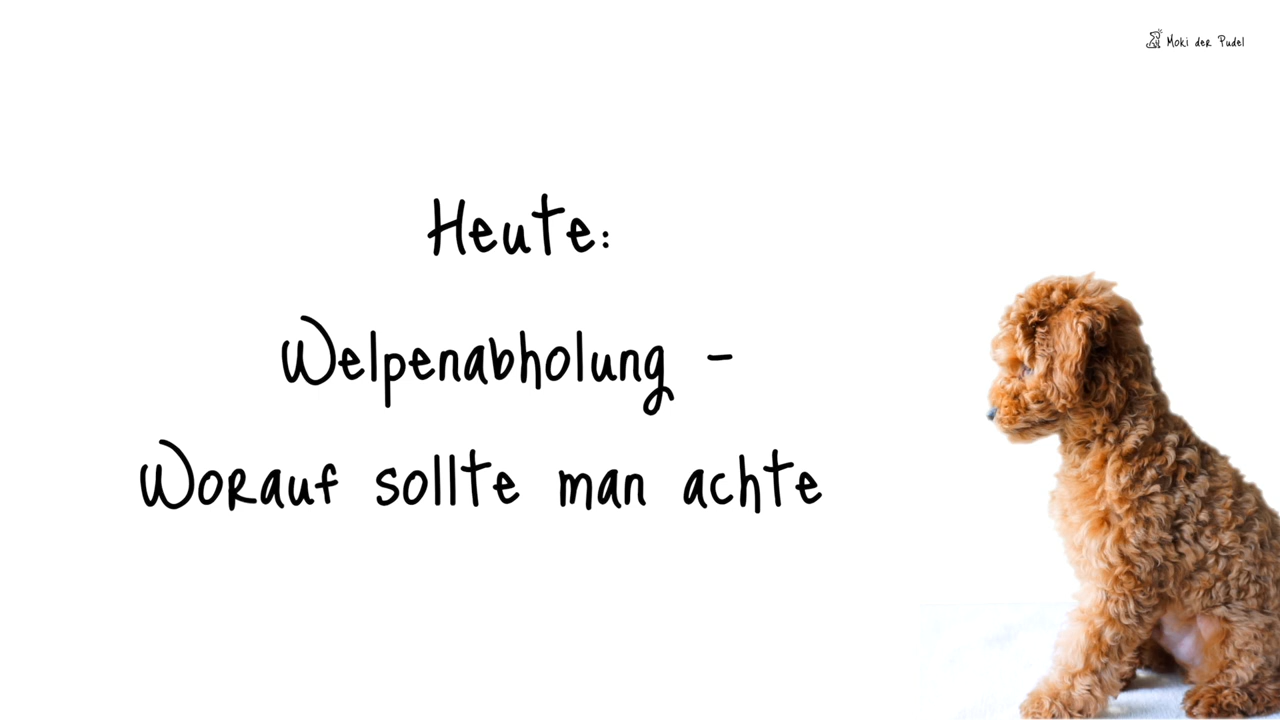 Moki der Pudel
Heute:
Welpenabholung -
Worauf sollte man achte